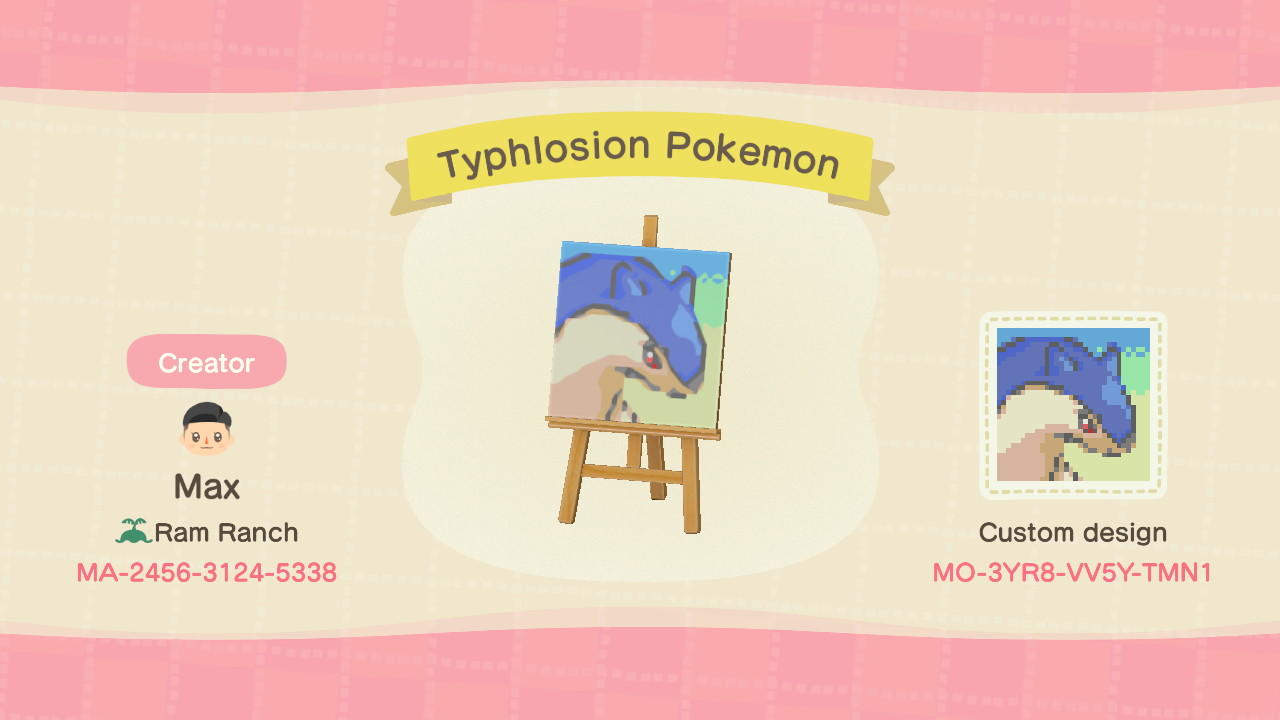 Typhlosion Pokemon
Creator
Max
Ram Ranch
MA-2456-3124-5338
Custom design
MO-3YR8-VV5Y-TMN1